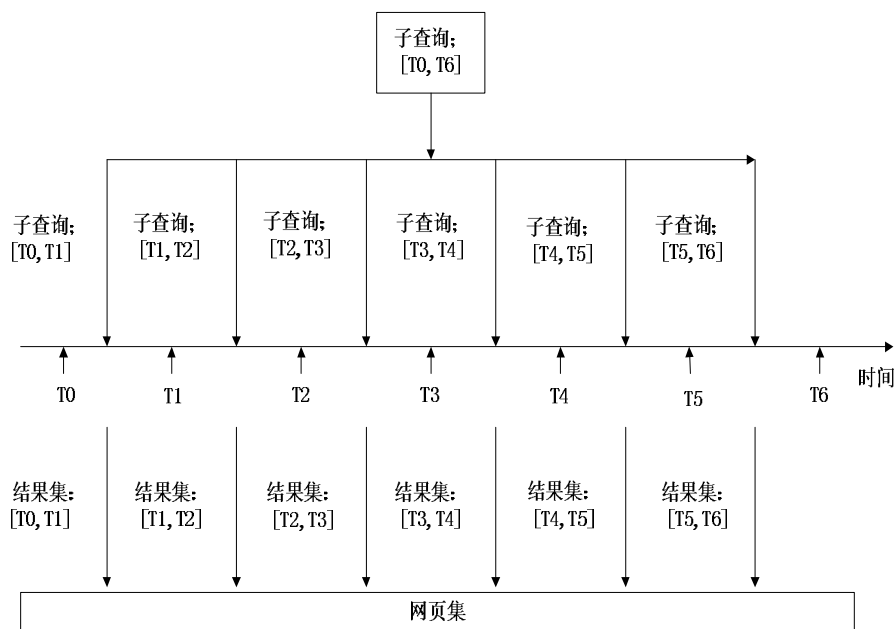 子查询;
[T0, T6]
子查询;
[T0, T1]
子查询;
[T1, T2]
子查询;
[T2, T3]
子查询;
[T3, T4]
子查询;
[T4, T5]
子查询;
[T5, T6]
时间
T0
T1
T2
T3
T4
T5
T6
结果集:
[T0, T1]
结果集:
[T1, T2]
结果集:
[T2, T3]
结果集:
[T3, T4]
结果集:
[T4, T5]
结果集:
[T5, T6]
网页集